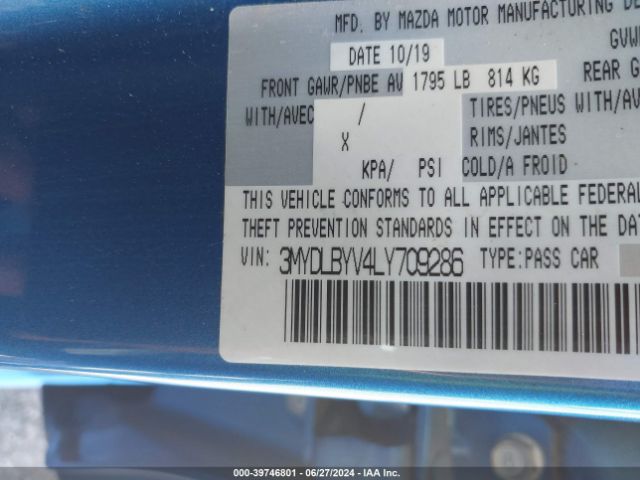 MFD. BY MAZDA MOTOR MANUFACTURING DE
DATE 10/19
FRONT GAWR/PNBE AV 1795 LB 814 KG REAR G
WITH/AVEC / TIRES/PNEUS WITH/AV
X RIMS/JANTES
KPA/ PSI COLD/A FROID
THIS VEHICLE CONFORMS TO ALL APPLICABLE FEDERAL
THEFT PREVENTION STANDARDS IN EFFECT ON THE DAT
VIN: 3MYDLBYV4LY709286 TYPE:PASS CAR
000-39746801 - 06/27/2024 - IAA Inc.